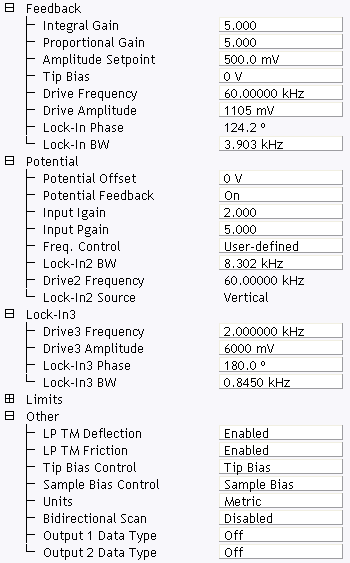 Feedback
Integral Gain 5.000
Proportional Gain 5.000
Amplitude Setpoint 500.0 mV
Tip Bias 0 V
Drive Frequency 60.00000 kHz
Drive Amplitude 1105 mV
Lock-In Phase 124.2 º
Lock-In BW 3.903 kHz
Potential
Potential Offset 0 V
Potential Feedback On
Input Igain 2.000
Input Pgain 5.000
Freq. Control User-defined
Lock-In2 BW 8.302 kHz
Drive2 Frequency 60.00000 kHz
Lock-In2 Source Vertical
Lock-In3
Drive3 Frequency 2.000000 kHz
Drive3 Amplitude 6000 mV
Lock-In3 Phase 180.0 º
Lock-In3 BW 0.8450 kHz
Limits
Other
LP TM Deflection Enabled
LP TM Friction Enabled
Tip Bias Control Tip Bias
Sample Bias Control Sample Bias
Units Metric
Bidirectional Scan Disabled
Output 1 Data Type Off
Output 2 Data Type Off